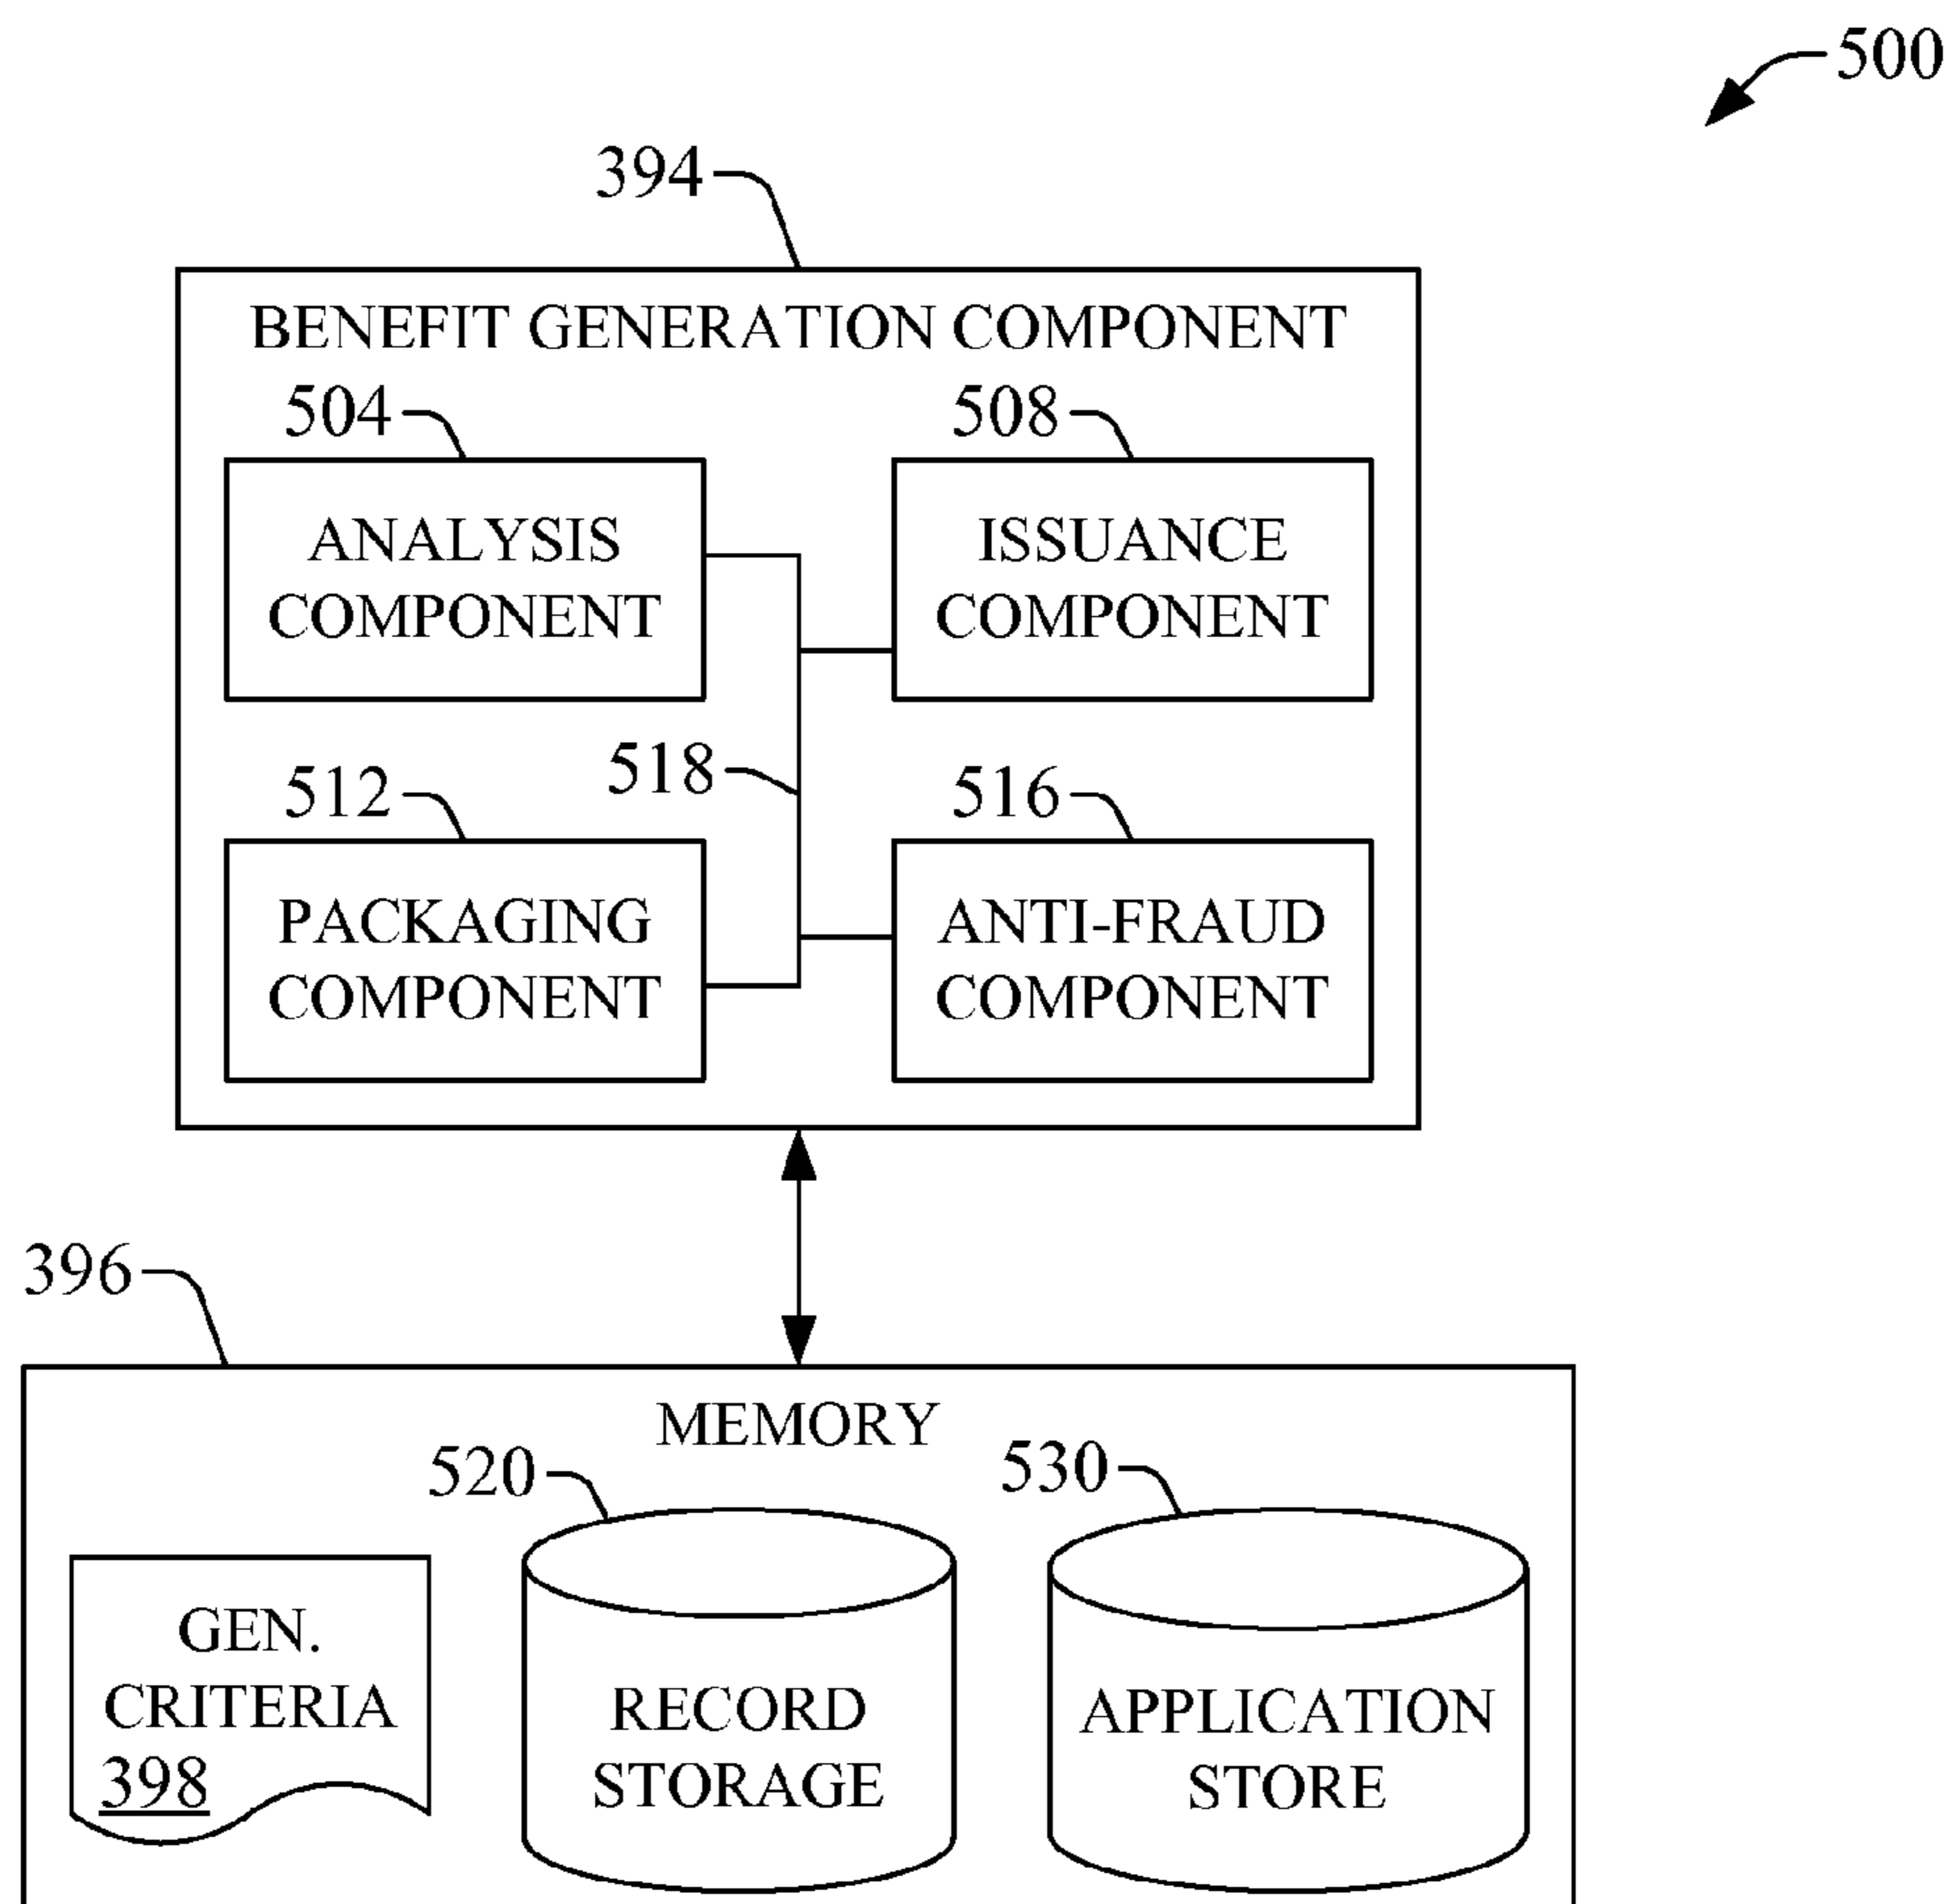 500
394
BENEFIT GENERATION COMPONENT
504
508
ANALYSIS
COMPONENT
ISSUANCE
COMPONENT
518
512
516
PACKAGING
COMPONENT
ANTI-FRAUD
COMPONENT
396
MEMORY
520
530
GEN.
CRITERIA
398
RECORD
STORAGE
APPLICATION
STORE